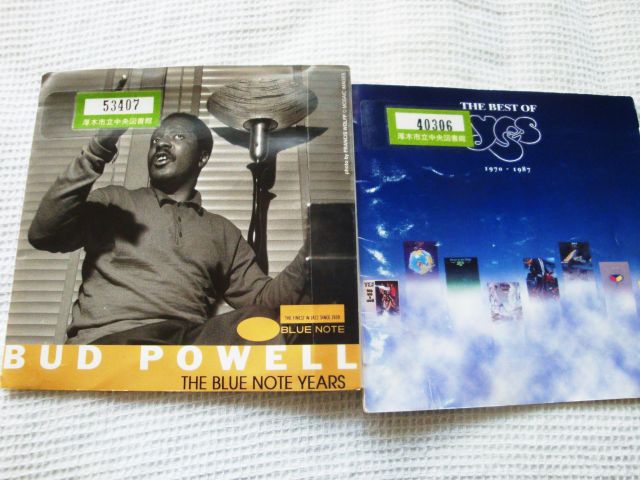 53407
厚木市立中央図書館
photo by FRANCIS WOLFF © MOSAIC IMAGES
THE FINEST IN JAZZ SINCE 1939
BLUE NOTE
BUD POWELL
THE BLUE NOTE YEARS
THE BEST OF
yes
40306
厚木市立中央図書館
1970 - 1987
YES